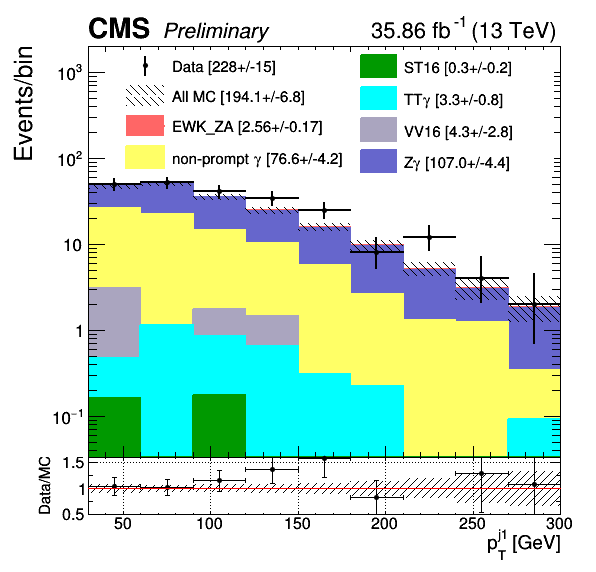 CMS Preliminary 35.86 fb⁻¹ (13 TeV)
Events/bin
Data [228+/-15]
All MC [194.1+/-6.8]
EWK_ZA [2.56+/-0.17]
non-prompt γ [76.6+/-4.2]
ST16 [0.3+/-0.2]
TTγ [3.3+/-0.8]
VV16 [4.3+/-2.8]
Zγ [107.0+/-4.4]
10³
10²
10
1
10⁻¹
Data/MC
1.5
1
0.5
50 100 150 200 250 300
p_T^j1 [GeV]